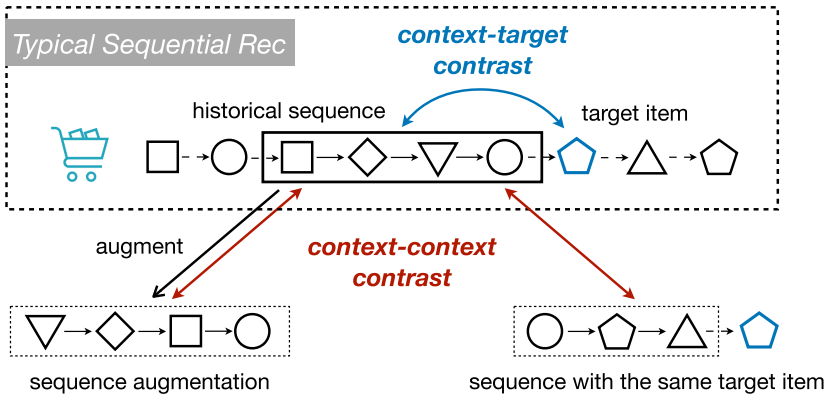 Typical Sequential Rec
context-target
contrast
historical sequence
target item
augment
context-context
contrast
sequence augmentation
sequence with the same target item